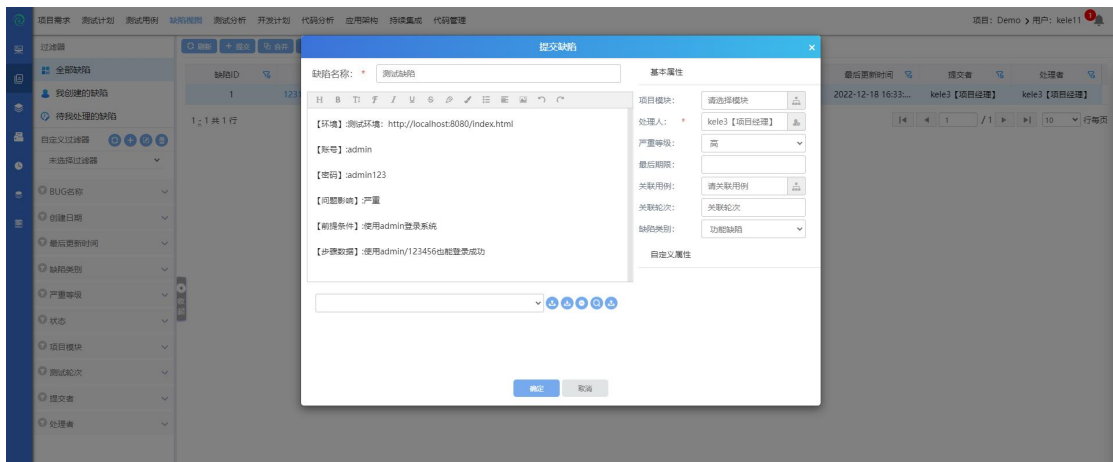 项目需求 测试计划 测试用例 缺陷视图 测试分析 开发计划 代码分析 应用架构 持续集成 代码管理 项目: Demo 用户: kele11 1
过滤器
全部缺陷
我创建的缺陷
待我处理的缺陷
自定义过滤器
未选择过滤器
BUG名称
创建日期
最后更新时间
缺陷类别
严重等级
状态
项目模块
测试轮次
提交者
处理者
刷新 提交 合并
缺陷ID 最后更新时间 提交者 处理者
1 1231 2022-12-18 16:33:... kele3【项目经理】 kele3【项目经理】
1 - 1 共 1 行 1 / 1 10 行每页
提交缺陷 ×
缺陷名称: * 测试缺陷
【环境】:测试环境: http://localhost:8080/index.html
【账号】:admin
【密码】:admin123
【问题影响】:严重
【前提条件】:使用admin登录系统
【步骤数据】:使用admin/123456也能登录成功
基本属性
项目模块: 请选择模块
处理人: * kele3【项目经理】
严重等级: 高
最后期限:
关联用例: 请关联用例
关联轮次: 关联轮次
缺陷类别: 功能缺陷
自定义属性
确定 取消